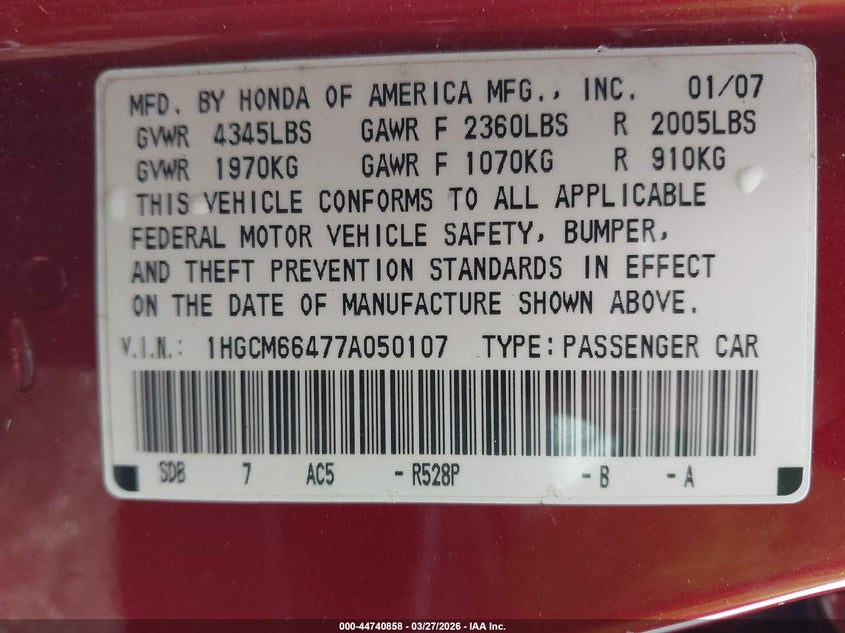 MFD. BY HONDA OF AMERICA MFG., INC. 01/07
GVWR 4345LBS GAWR F 2360LBS R 2005LBS
GVWR 1970KG GAWR F 1070KG R 910KG
THIS VEHICLE CONFORMS TO ALL APPLICABLE
FEDERAL MOTOR VEHICLE SAFETY, BUMPER,
AND THEFT PREVENTION STANDARDS IN EFFECT
ON THE DATE OF MANUFACTURE SHOWN ABOVE.
V.I.N.: 1HGCM66477A050107 TYPE: PASSENGER CAR
SDB 7 AC5 - R528P - B - A
000-44740858 — 03/27/2026 — IAA Inc.